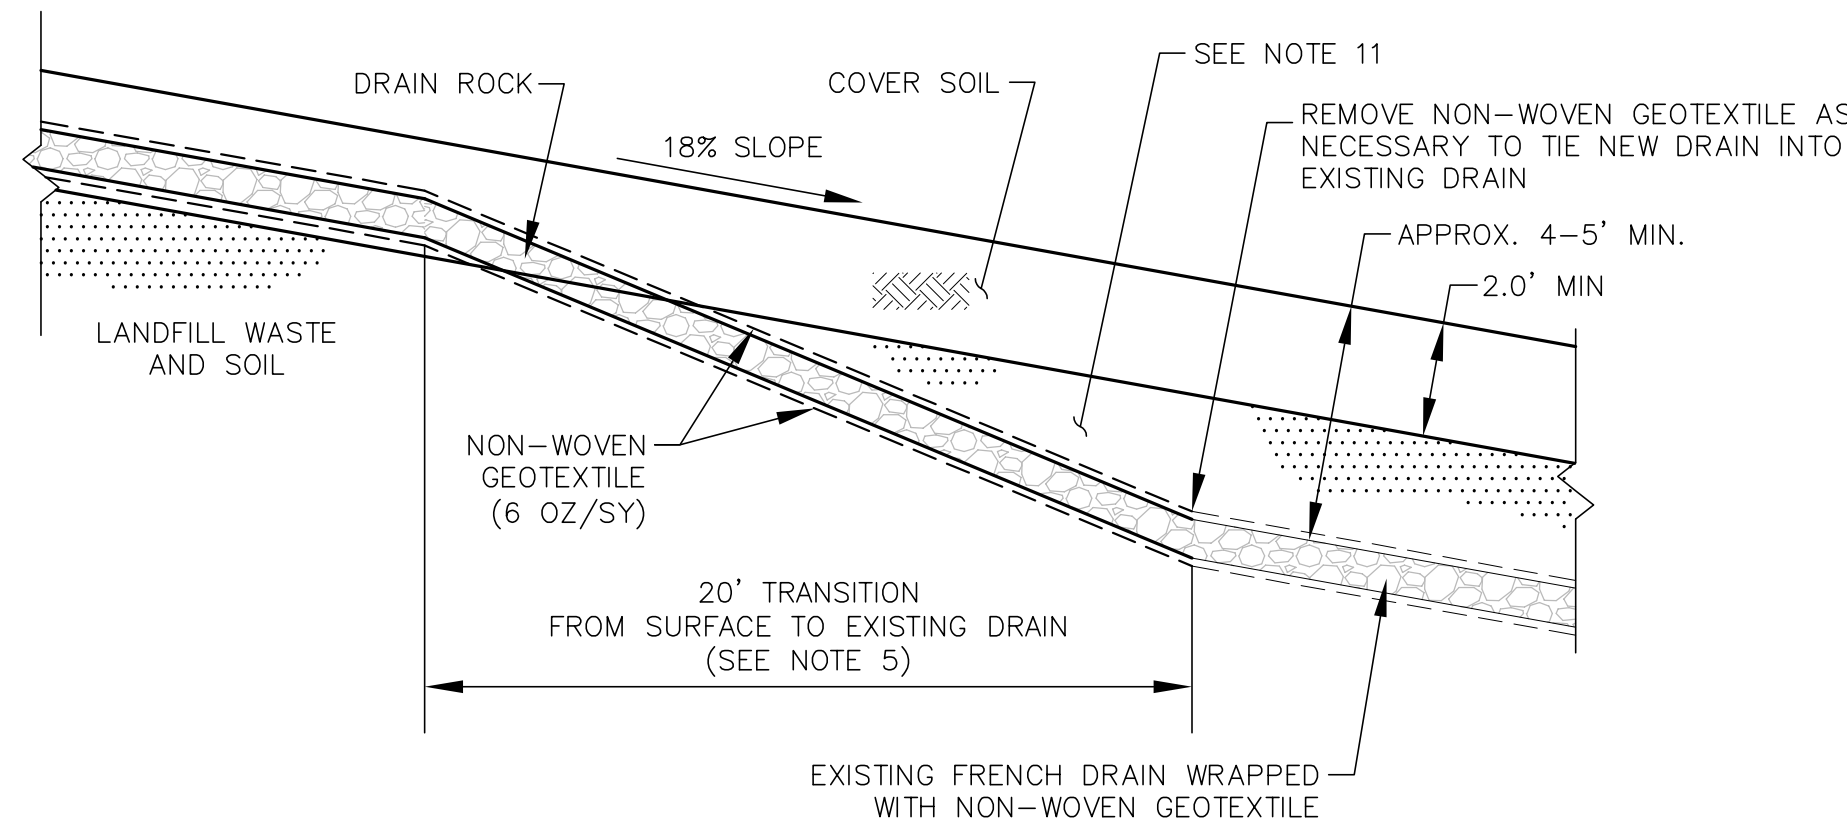 SEE NOTE 11
DRAIN ROCK
COVER SOIL
REMOVE NON-WOVEN GEOTEXTILE AS
NECESSARY TO TIE NEW DRAIN INTO
EXISTING DRAIN
18% SLOPE
APPROX. 4-5' MIN.
2.0' MIN
LANDFILL WASTE
AND SOIL
NON-WOVEN
GEOTEXTILE
(6 OZ/SY)
20' TRANSITION
FROM SURFACE TO EXISTING DRAIN
(SEE NOTE 5)
EXISTING FRENCH DRAIN WRAPPED
WITH NON-WOVEN GEOTEXTILE